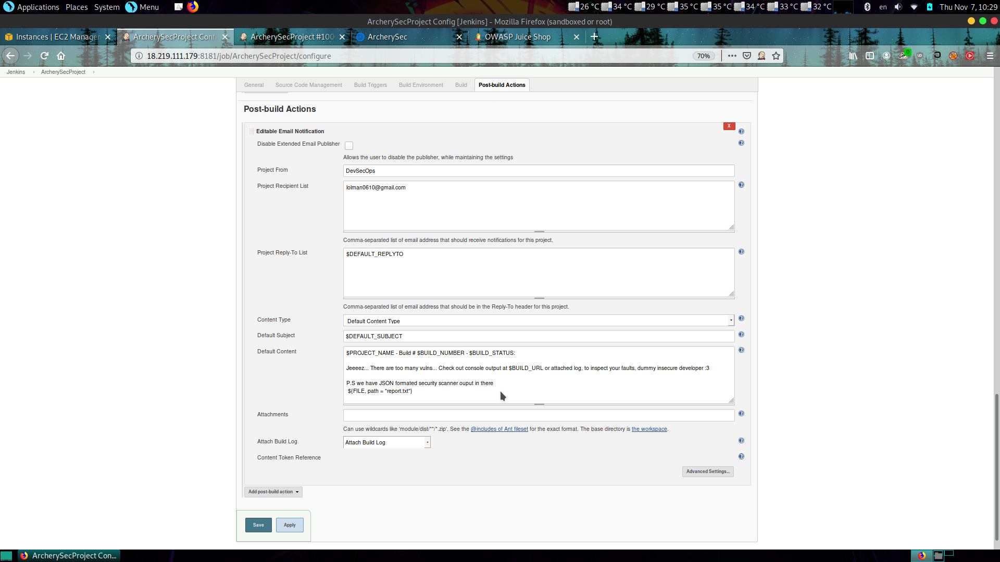 Applications Places System Menu 26 °C 34 °C 29 °C 35 °C 35 °C 34 °C 33 °C 32 °C en Thu Nov 7, 10:29
ArcherySecProject Config [Jenkins] - Mozilla Firefox (sandboxed or root)
Instances | EC2 Manage ArcherySecProject Confi ArcherySecProject #100 ArcherySec OWASP Juice Shop
18.219.111.179:8181/job/ArcherySecProject/configure 70% 0
Jenkins ArcherySecProject
General Source Code Management Build Triggers Build Environment Build Post-build Actions
Post-build Actions
X
Editable Email Notification
Disable Extended Email Publisher
Allows the user to disable the publisher, while maintaining the settings
Project From DevSecOps
Project Recipient List lolman0610@gmail.com
Comma-separated list of email address that should receive notifications for this project.
Project Reply-To List $DEFAULT_REPLYTO
Comma-separated list of email address that should be in the Reply-To header for this project.
Content Type Default Content Type
Default Subject $DEFAULT_SUBJECT
Default Content $PROJECT_NAME - Build # $BUILD_NUMBER - $BUILD_STATUS:
Jeeeez... There are too many vulns... Check out console output at $BUILD_URL or attached log, to inspect your faults, dummy insecure developer :3
P.S we have JSON formated security scanner ouput in there
${FILE, path = "report.txt"}
Attachments
Can use wildcards like 'module/dist/**/*.zip'. See the @includes of Ant fileset for the exact format. The base directory is the workspace.
Attach Build Log Attach Build Log
Content Token Reference
Advanced Settings...
Add post-build action
Save Apply
ArcherySecProject Con...